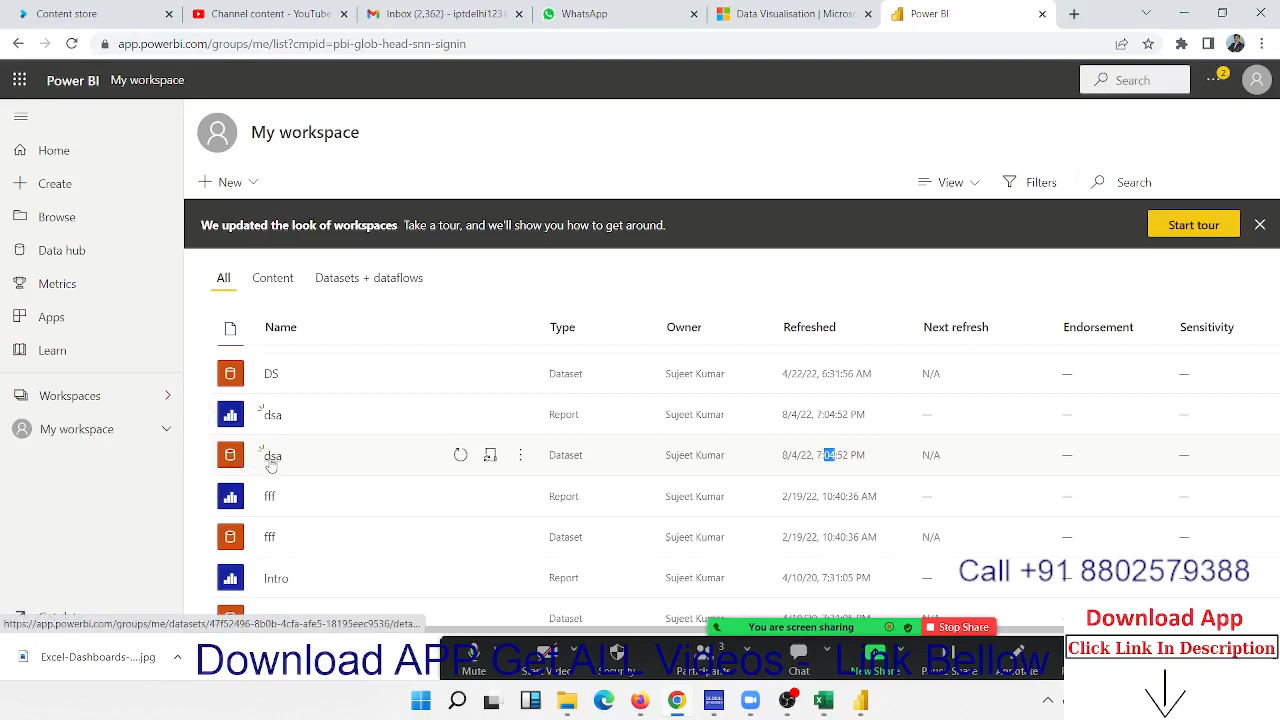 Content store
Channel content - YouTube
Inbox (2,362) - iptdelhi123@
WhatsApp
Data Visualisation | Microsof
Power BI
app.powerbi.com/groups/me/list?cmpid=pbi-glob-head-snn-signin
Power BI My workspace
Search
2
My workspace
Home
Create
Browse
Data hub
Metrics
Apps
Learn
Workspaces
My workspace
New
View
Filters
Search
We updated the look of workspaces Take a tour, and we'll show you how to get around.
Start tour
All Content Datasets + dataflows
Name Type Owner Refreshed Next refresh Endorsement Sensitivity
DS Dataset Sujeet Kumar 4/22/22, 6:31:56 AM N/A — —
dsa Report Sujeet Kumar 8/4/22, 7:04:52 PM — — —
dsa Dataset Sujeet Kumar 8/4/22, 7:04:52 PM N/A — —
fff Report Sujeet Kumar 2/19/22, 10:40:36 AM — — —
fff Dataset Sujeet Kumar 2/19/22, 10:40:36 AM N/A — —
Intro Report Sujeet Kumar 4/10/20, 7:31:05 PM — — —
Dataset Sujeet Kumar
Call +91 8802579388
Download App
Click Link In Description
You are screen sharing
Stop Share
Excel-Dashboards-....jpg
Mute
3
Chat
New Share
Annotate
Download APP Get ALL Videos - Link Bellow